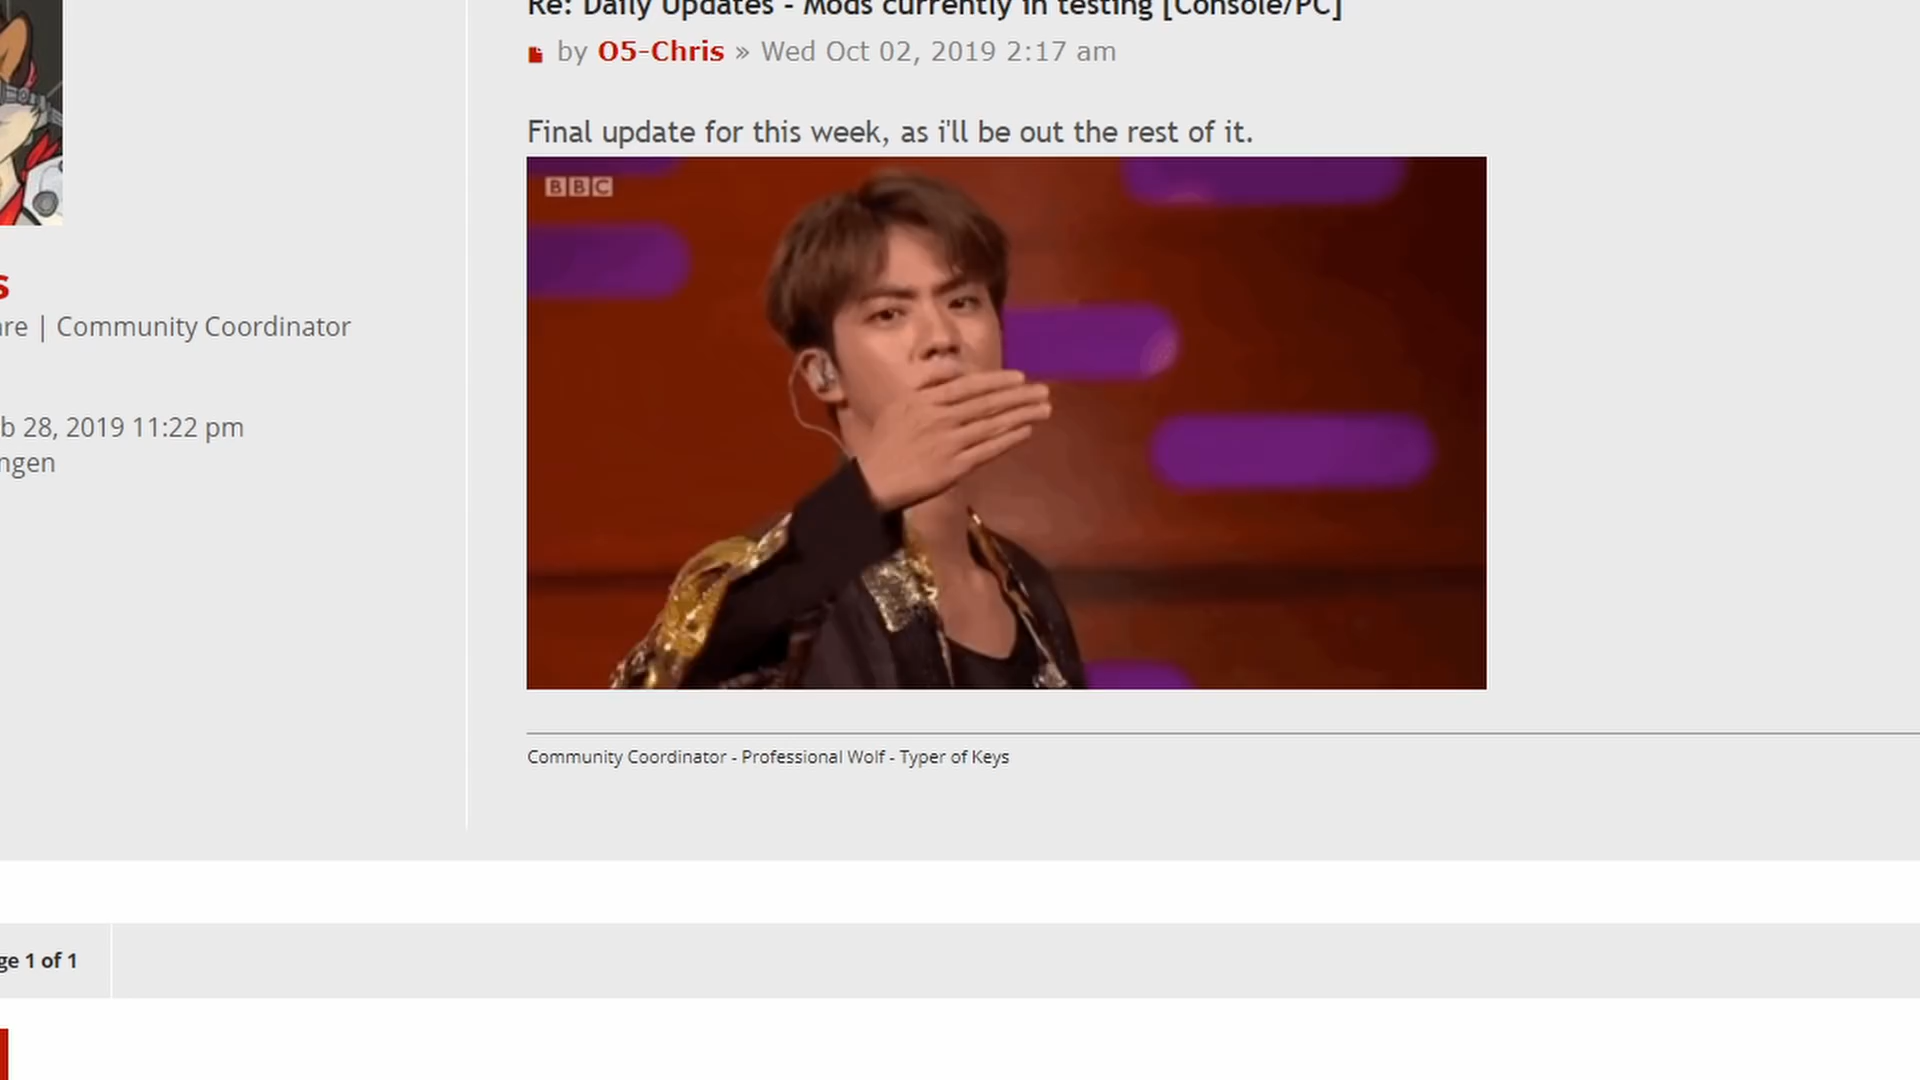 Re: Daily Updates - Mods currently in testing [Console/PC]
by O5-Chris » Wed Oct 02, 2019 2:17 am
Final update for this week, as i'll be out the rest of it.
BBC
s
are | Community Coordinator
b 28, 2019 11:22 pm
ngen
Community Coordinator - Professional Wolf - Typer of Keys
ge 1 of 1